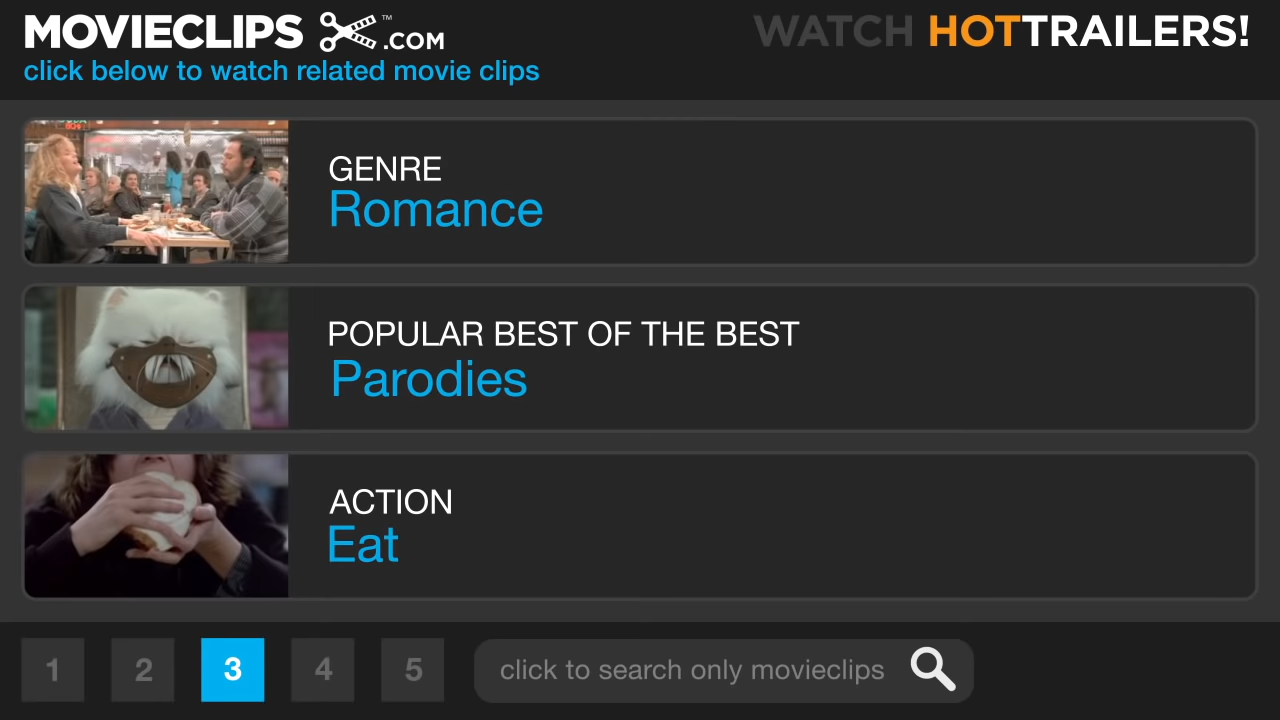 MOVIECLIPS ™ .COM
WATCH HOTTRAILERS!
click below to watch related movie clips
GENRE
Romance
POPULAR BEST OF THE BEST
Parodies
ACTION
Eat
1 2 3 4 5
click to search only movieclips